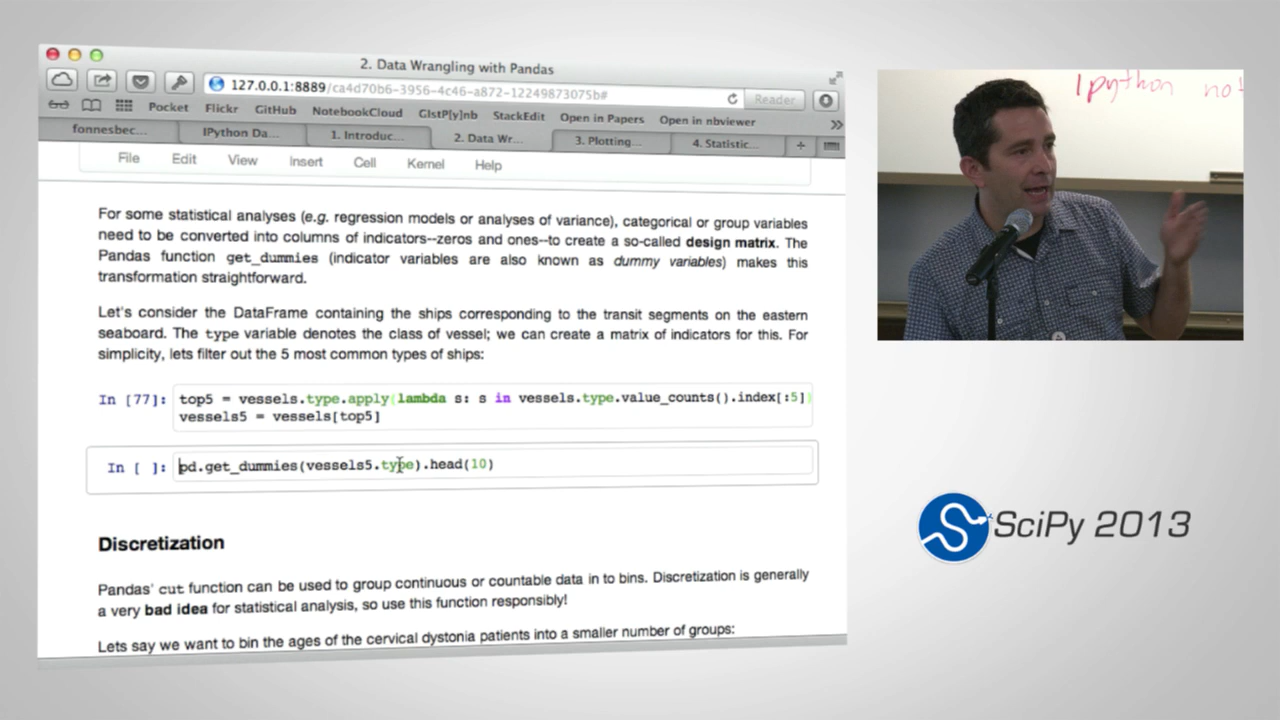 2. Data Wrangling with Pandas
127.0.0.1:8889/ca4d70b6-3956-4c46-a872-12249873075b#
Reader
Pocket Flickr GitHub NotebookCloud GIstP[y]nb StackEdit Open in Papers Open in nbviewer
fonnesbec... IPython Da... 1. Introduc... 2. Data Wr... 3. Plotting... 4. Statistic...
File Edit View Insert Cell Kernel Help
For some statistical analyses (e.g. regression models or analyses of variance), categorical or group variables
need to be converted into columns of indicators--zeros and ones--to create a so-called design matrix. The
Pandas function get_dummies (indicator variables are also known as dummy variables) makes this
transformation straightforward.
Let's consider the DataFrame containing the ships corresponding to the transit segments on the eastern
seaboard. The type variable denotes the class of vessel; we can create a matrix of indicators for this. For
simplicity, lets filter out the 5 most common types of ships:
In [77]: top5 = vessels.type.apply(lambda s: s in vessels.type.value_counts().index[:5])
vessels5 = vessels[top5]
In [ ]: pd.get_dummies(vessels5.type).head(10)
Discretization
Pandas' cut function can be used to group continuous or countable data in to bins. Discretization is generally
a very bad idea for statistical analysis, so use this function responsibly!
Lets say we want to bin the ages of the cervical dystonia patients into a smaller number of groups:
Ipython not
SciPy 2013